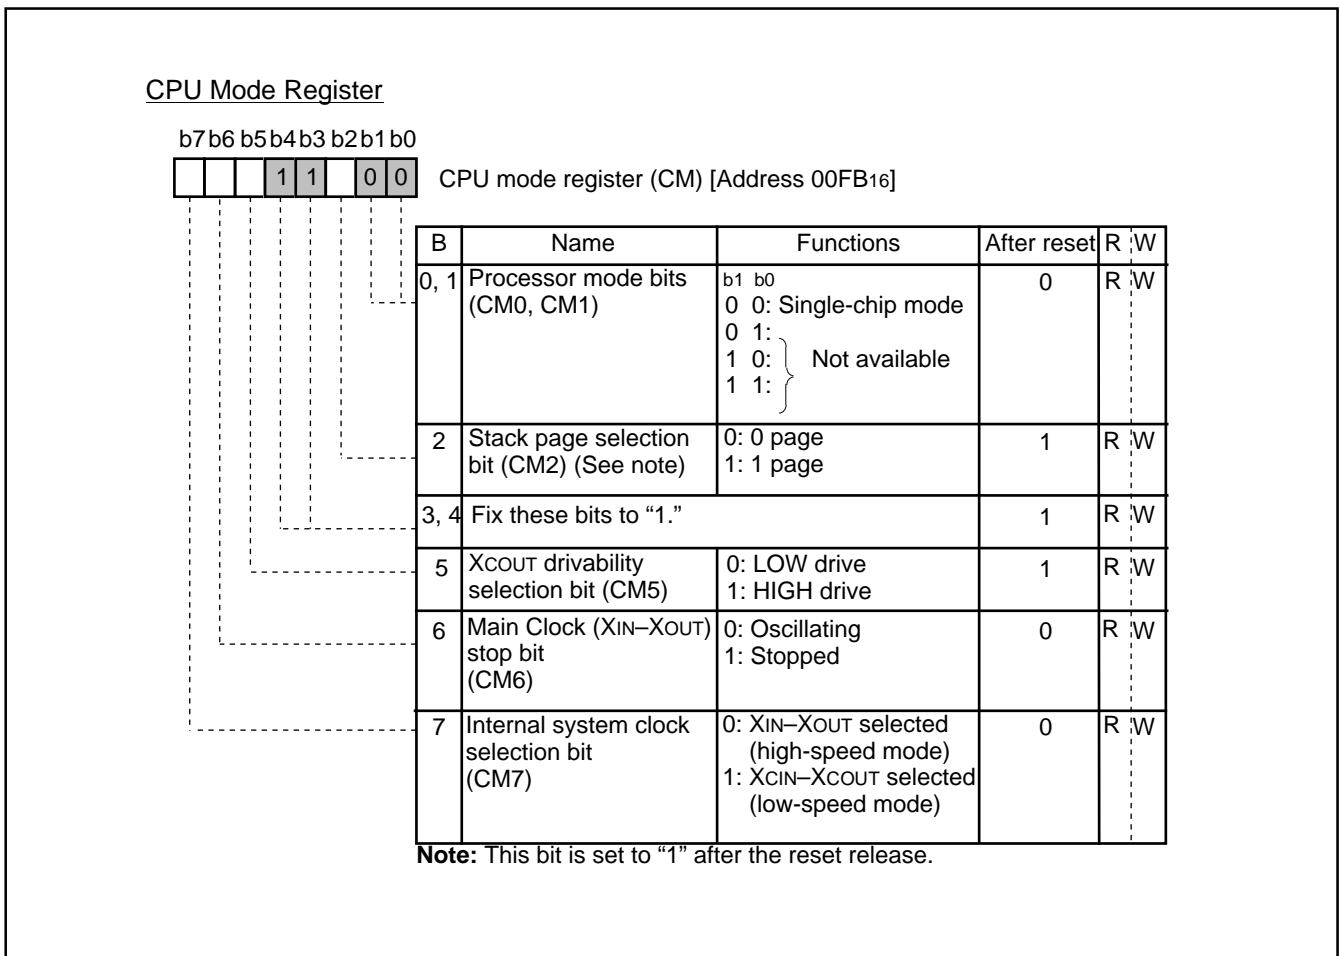 CPU Mode Register
b7 b6 b5 b4 b3 b2 b1 b0
1 1 0 0 CPU mode register (CM) [Address 00FB16]
B Name Functions After reset R W
0, 1 Processor mode bits (CM0, CM1) b1 b0 0 R W
0 0: Single-chip mode
0 1:
1 0: Not available
1 1:
2 Stack page selection 0: 0 page 1 R W
bit (CM2) (See note) 1: 1 page
3, 4 Fix these bits to “1.” 1 R W
5 XCOUT drivability 0: LOW drive 1 R W
selection bit (CM5) 1: HIGH drive
6 Main Clock (XIN–XOUT) 0: Oscillating 0 R W
stop bit 1: Stopped
(CM6)
7 Internal system clock 0: XIN–XOUT selected 0 R W
selection bit (high-speed mode)
(CM7) 1: XCIN–XCOUT selected
(low-speed mode)
Note: This bit is set to “1” after the reset release.